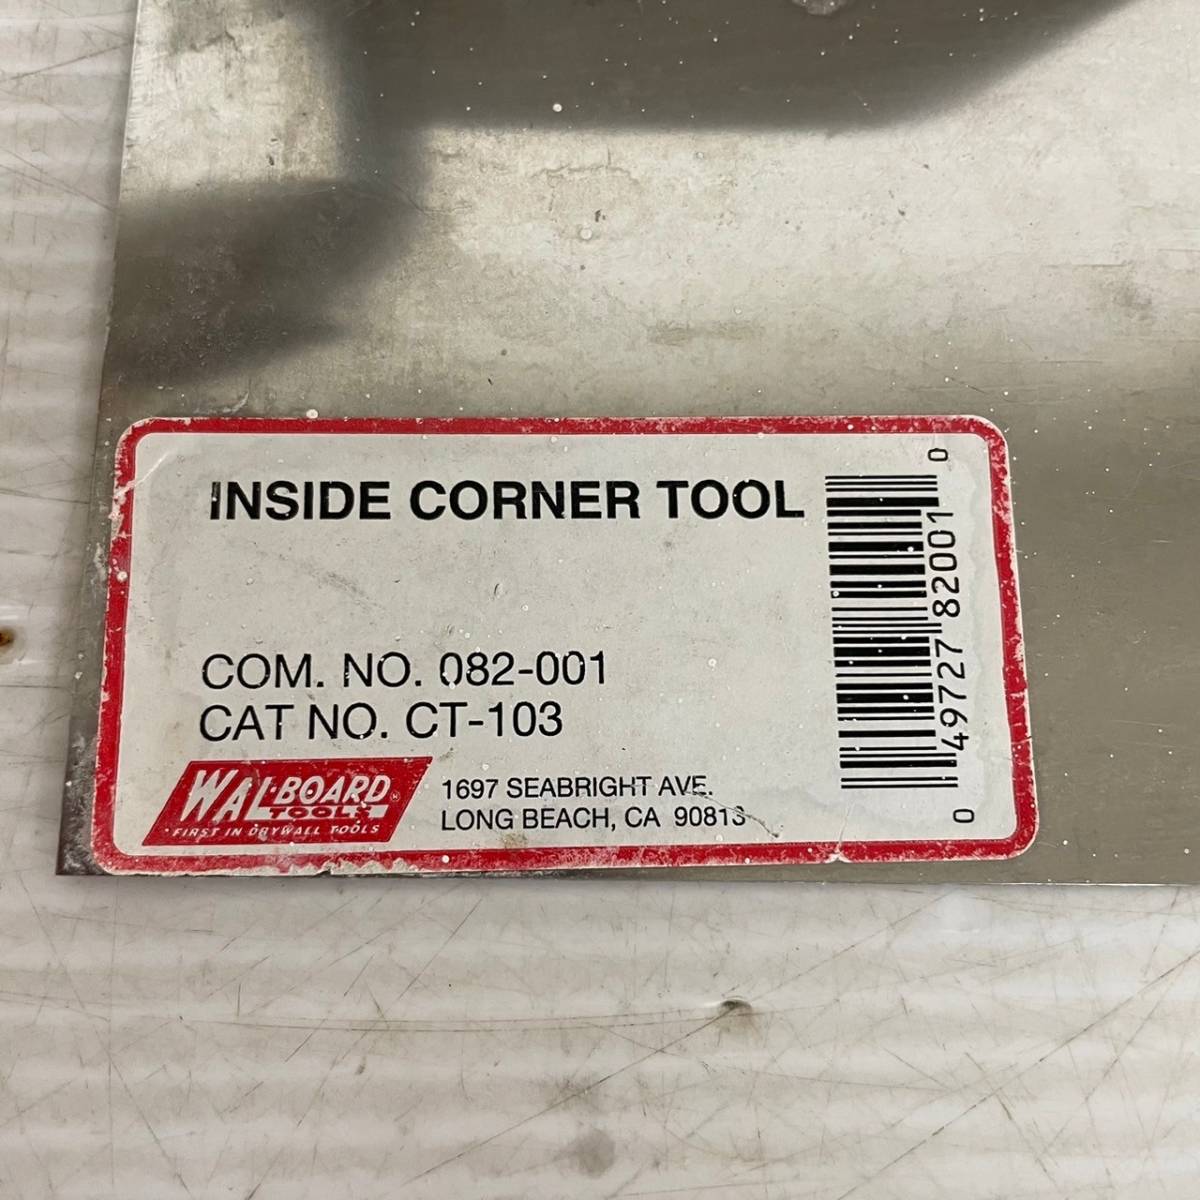 INSIDE CORNER TOOL
COM. NO. 082-001
CAT NO. CT-103
WAL-BOARD®
TOOLS
FIRST IN DRYWALL TOOLS
1697 SEABRIGHT AVE.
LONG BEACH, CA 90813
0 49727 82001 0